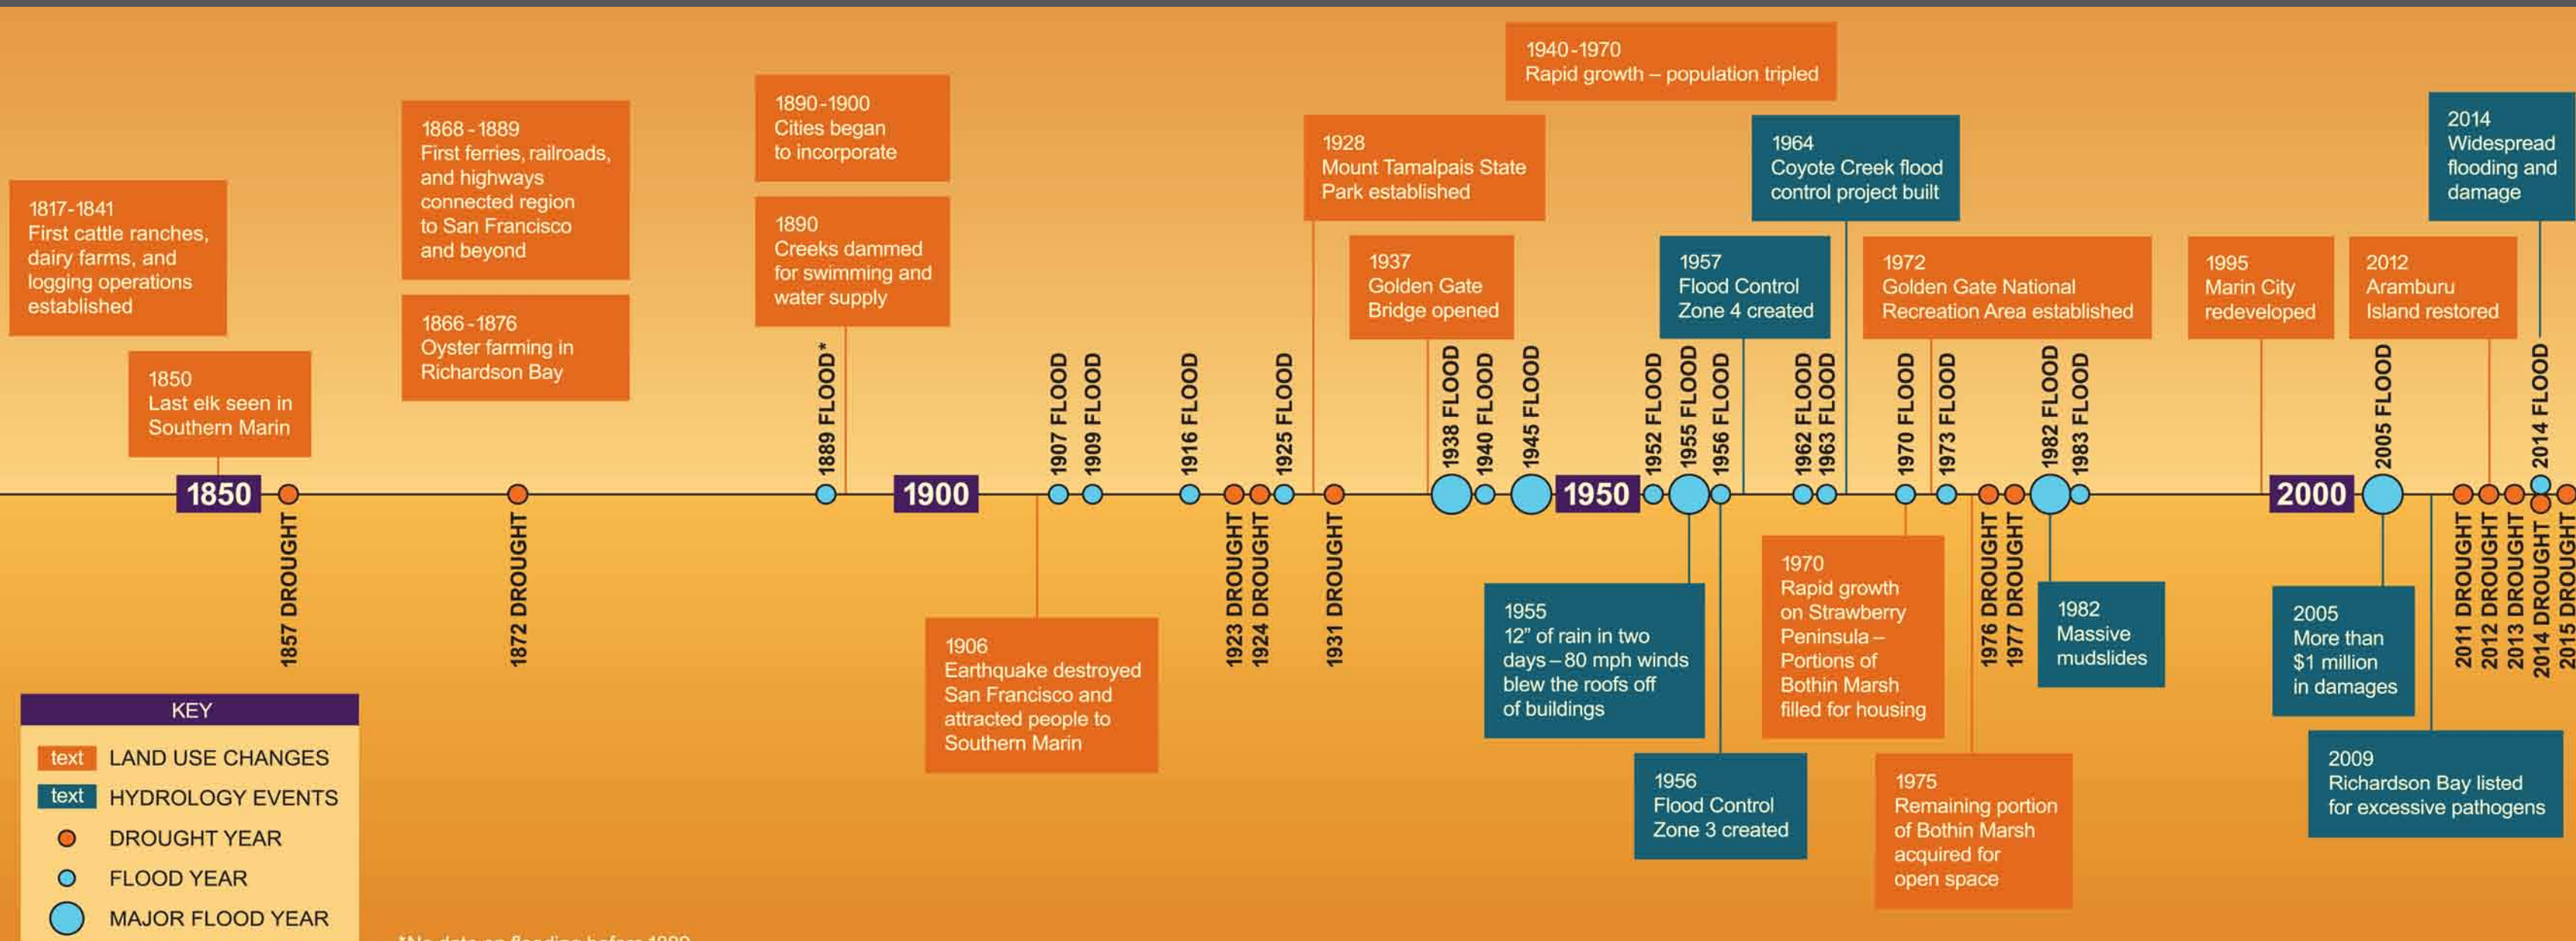 1940-1970
Rapid growth – population tripled
1817-1841
First cattle ranches,
dairy farms, and
logging operations
established
1850
Last elk seen in
Southern Marin
1868-1889
First ferries, railroads,
and highways
connected region
to San Francisco
and beyond
1866-1876
Oyster farming in
Richardson Bay
1890-1900
Cities began
to incorporate
1890
Creeks dammed
for swimming and
water supply
1928
Mount Tamalpais State
Park established
1937
Golden Gate
Bridge opened
1964
Coyote Creek flood
control project built
1957
Flood Control
Zone 4 created
1972
Golden Gate National
Recreation Area established
1995
Marin City
redeveloped
2012
Aramburu
Island restored
2014
Widespread
flooding and
damage
1889 FLOOD*
1907 FLOOD
1909 FLOOD
1916 FLOOD
1925 FLOOD
1938 FLOOD
1940 FLOOD
1945 FLOOD
1952 FLOOD
1955 FLOOD
1956 FLOOD
1962 FLOOD
1963 FLOOD
1970 FLOOD
1973 FLOOD
1982 FLOOD
1983 FLOOD
2005 FLOOD
2014 FLOOD
1850
1900
1950
2000
1857 DROUGHT
1872 DROUGHT
1923 DROUGHT
1924 DROUGHT
1931 DROUGHT
1976 DROUGHT
1977 DROUGHT
2011 DROUGHT
2012 DROUGHT
2013 DROUGHT
2014 DROUGHT
2015 DROUGHT
1906
Earthquake destroyed
San Francisco and
attracted people to
Southern Marin
1955
12” of rain in two
days – 80 mph winds
blew the roofs off
of buildings
1956
Flood Control
Zone 3 created
1970
Rapid growth
on Strawberry
Peninsula –
Portions of
Bothin Marsh
filled for housing
1975
Remaining portion
of Bothin Marsh
acquired for
open space
1982
Massive
mudslides
2005
More than
$1 million
in damages
2009
Richardson Bay listed
for excessive pathogens
KEY
text LAND USE CHANGES
text HYDROLOGY EVENTS
DROUGHT YEAR
FLOOD YEAR
MAJOR FLOOD YEAR
*No data on flooding before 1889